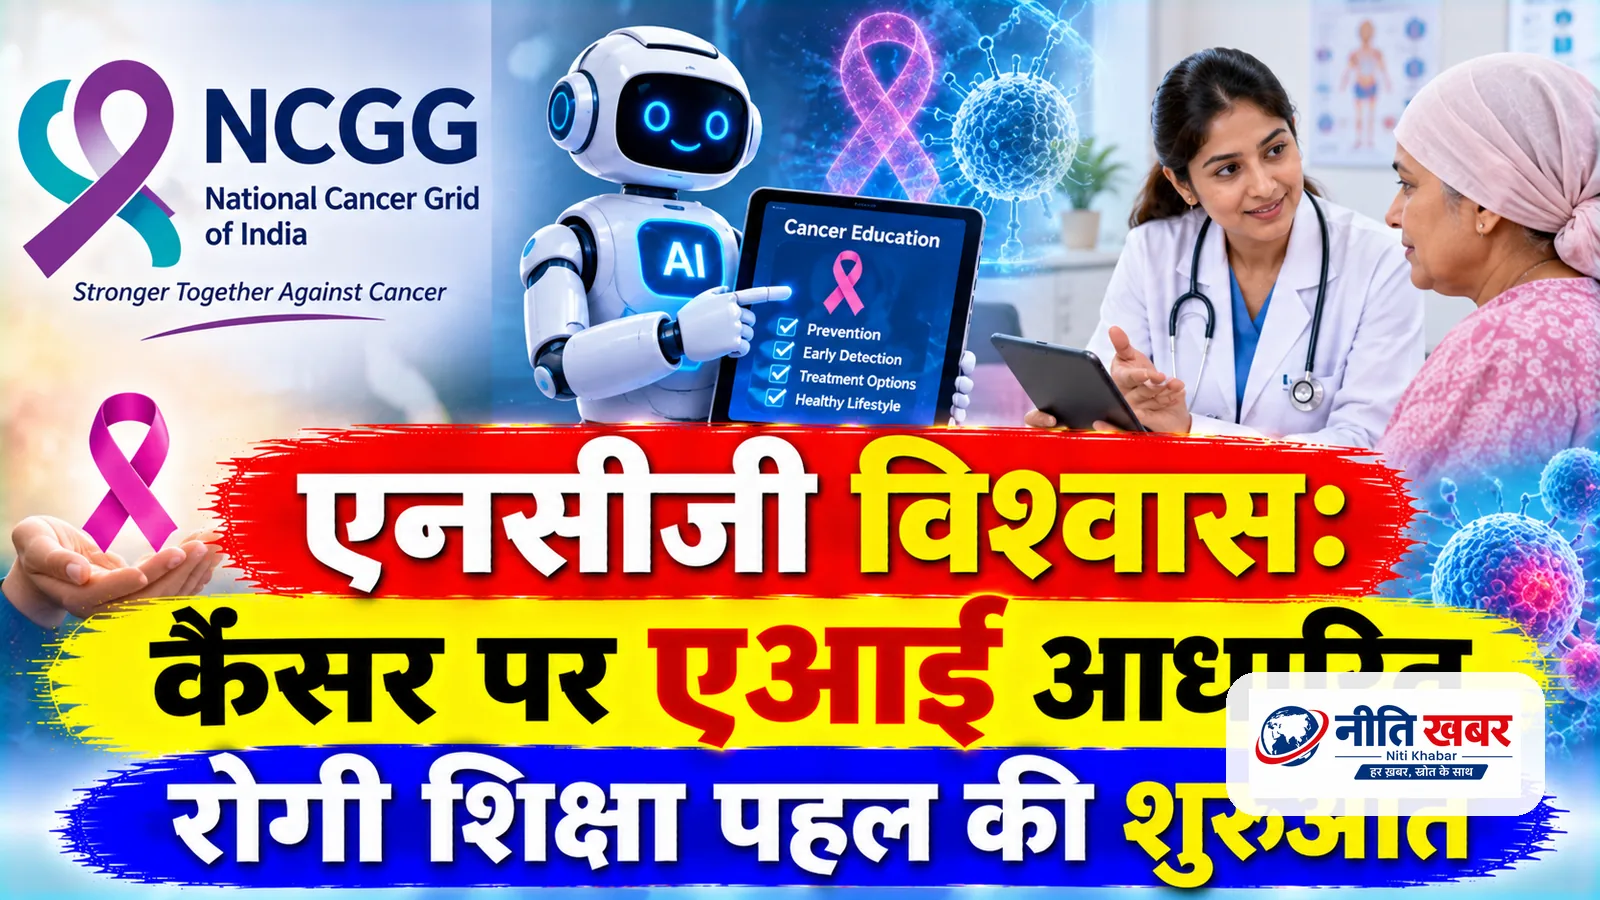 NCGG
National Cancer Grid
of India
Stronger Together Against Cancer
AI
Cancer Education
Prevention
Early Detection
Treatment Options
Healthy Lifestyle
एनसीजी विश्वास:
कैंसर पर एआई आधारित
रोगी शिक्षा पहल की शुरुआत
नीति खबर
Niti Khabar
हर ख़बर, स्रोत के साथ